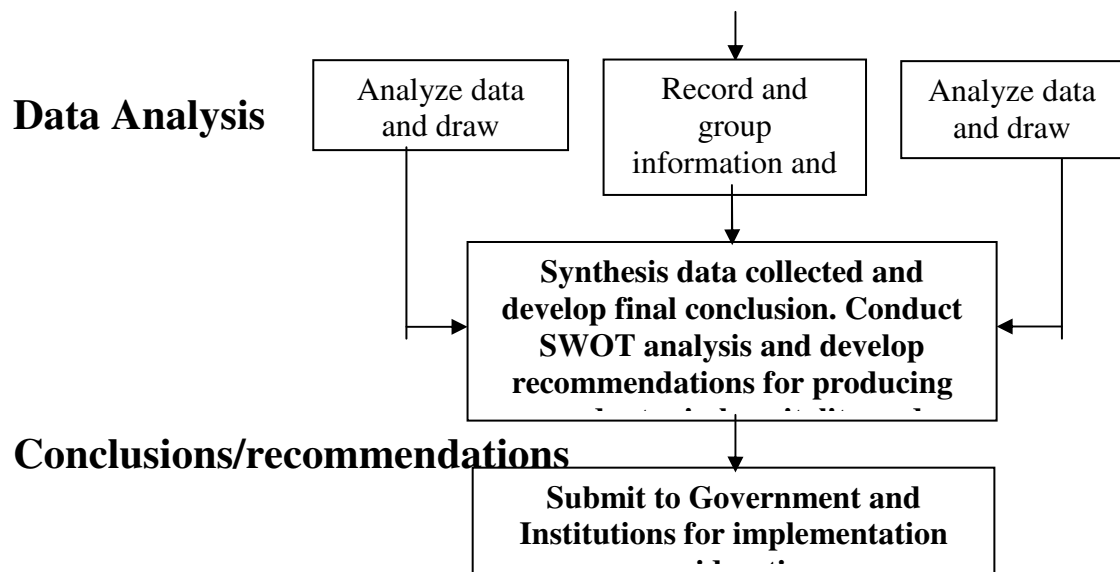 Data Analysis
Analyze data
and draw
Record and
group
information and
Analyze data
and draw
Synthesis data collected and
develop final conclusion. Conduct
SWOT analysis and develop
recommendations for producing
Conclusions/recommendations
Submit to Government and
Institutions for implementation